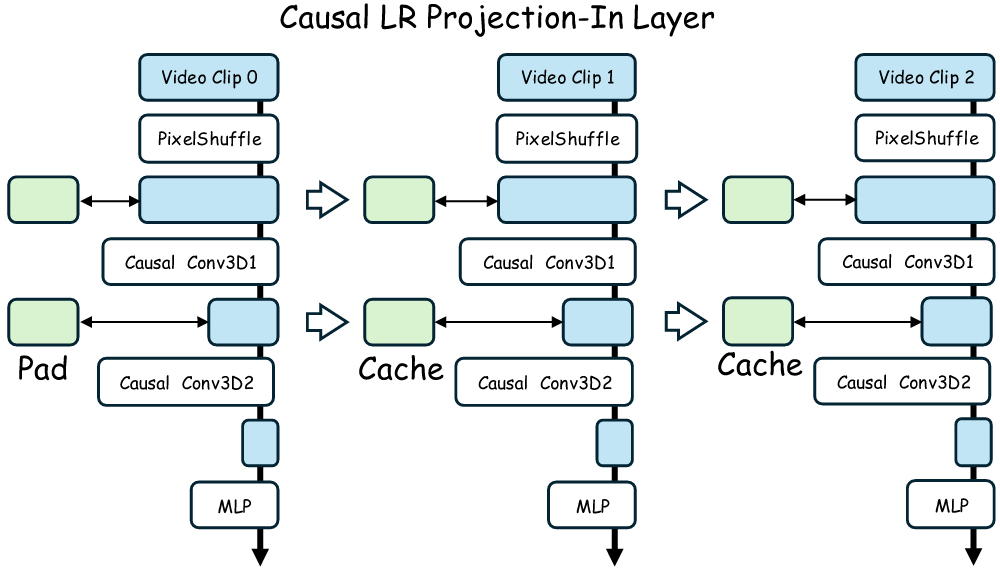 Causal LR Projection-In Layer
Video Clip 0
PixelShuffle
Causal Conv3D1
Pad
Causal Conv3D2
MLP
Video Clip 1
PixelShuffle
Causal Conv3D1
Cache
Causal Conv3D2
MLP
Video Clip 2
PixelShuffle
Causal Conv3D1
Cache
Causal Conv3D2
MLP